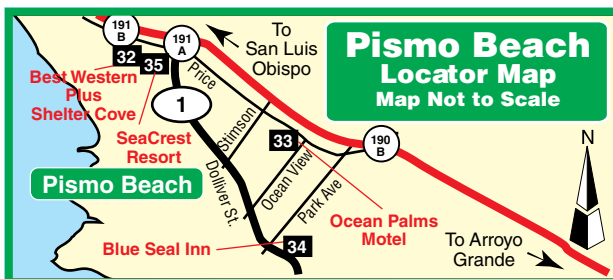 Pismo Beach
Locator Map
Map Not to Scale
191
B
191
A
To
San Luis
Obispo
32
35
Best Western
Plus
Shelter Cove
Price
1
SeaCrest
Resort
Stimson
33
190
B
N
Pismo Beach
Dolliver St.
Ocean View
Park Ave
Ocean Palms
Motel
Blue Seal Inn
34
To Arroyo
Grande